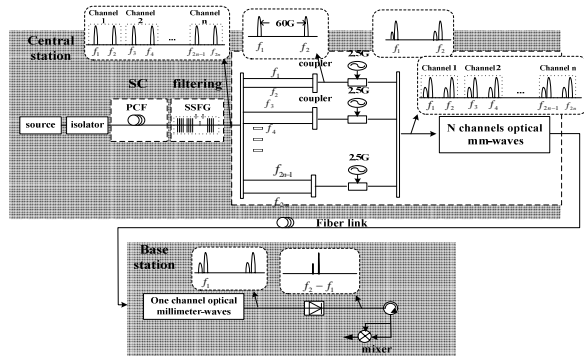 Channel 1 Channel 2 ... Channel n
f1 f2 f3 f4 f2n−1 f2n
Central station
60G
f1 f2
f1 f2
SC filtering
PCF SSFG
source isolator
f1
f2
coupler
2.5G
f3
f4
coupler
2.5G
f2n-1
f2n
2.5G
Channel 1 Channel2 ... Channel n
f1 f2 f3 f4 f2n−1 f2n
N channels optical mm-waves
Fiber link
Base station
f1
f2 − f1
One channel optical millimeter-waves
mixer